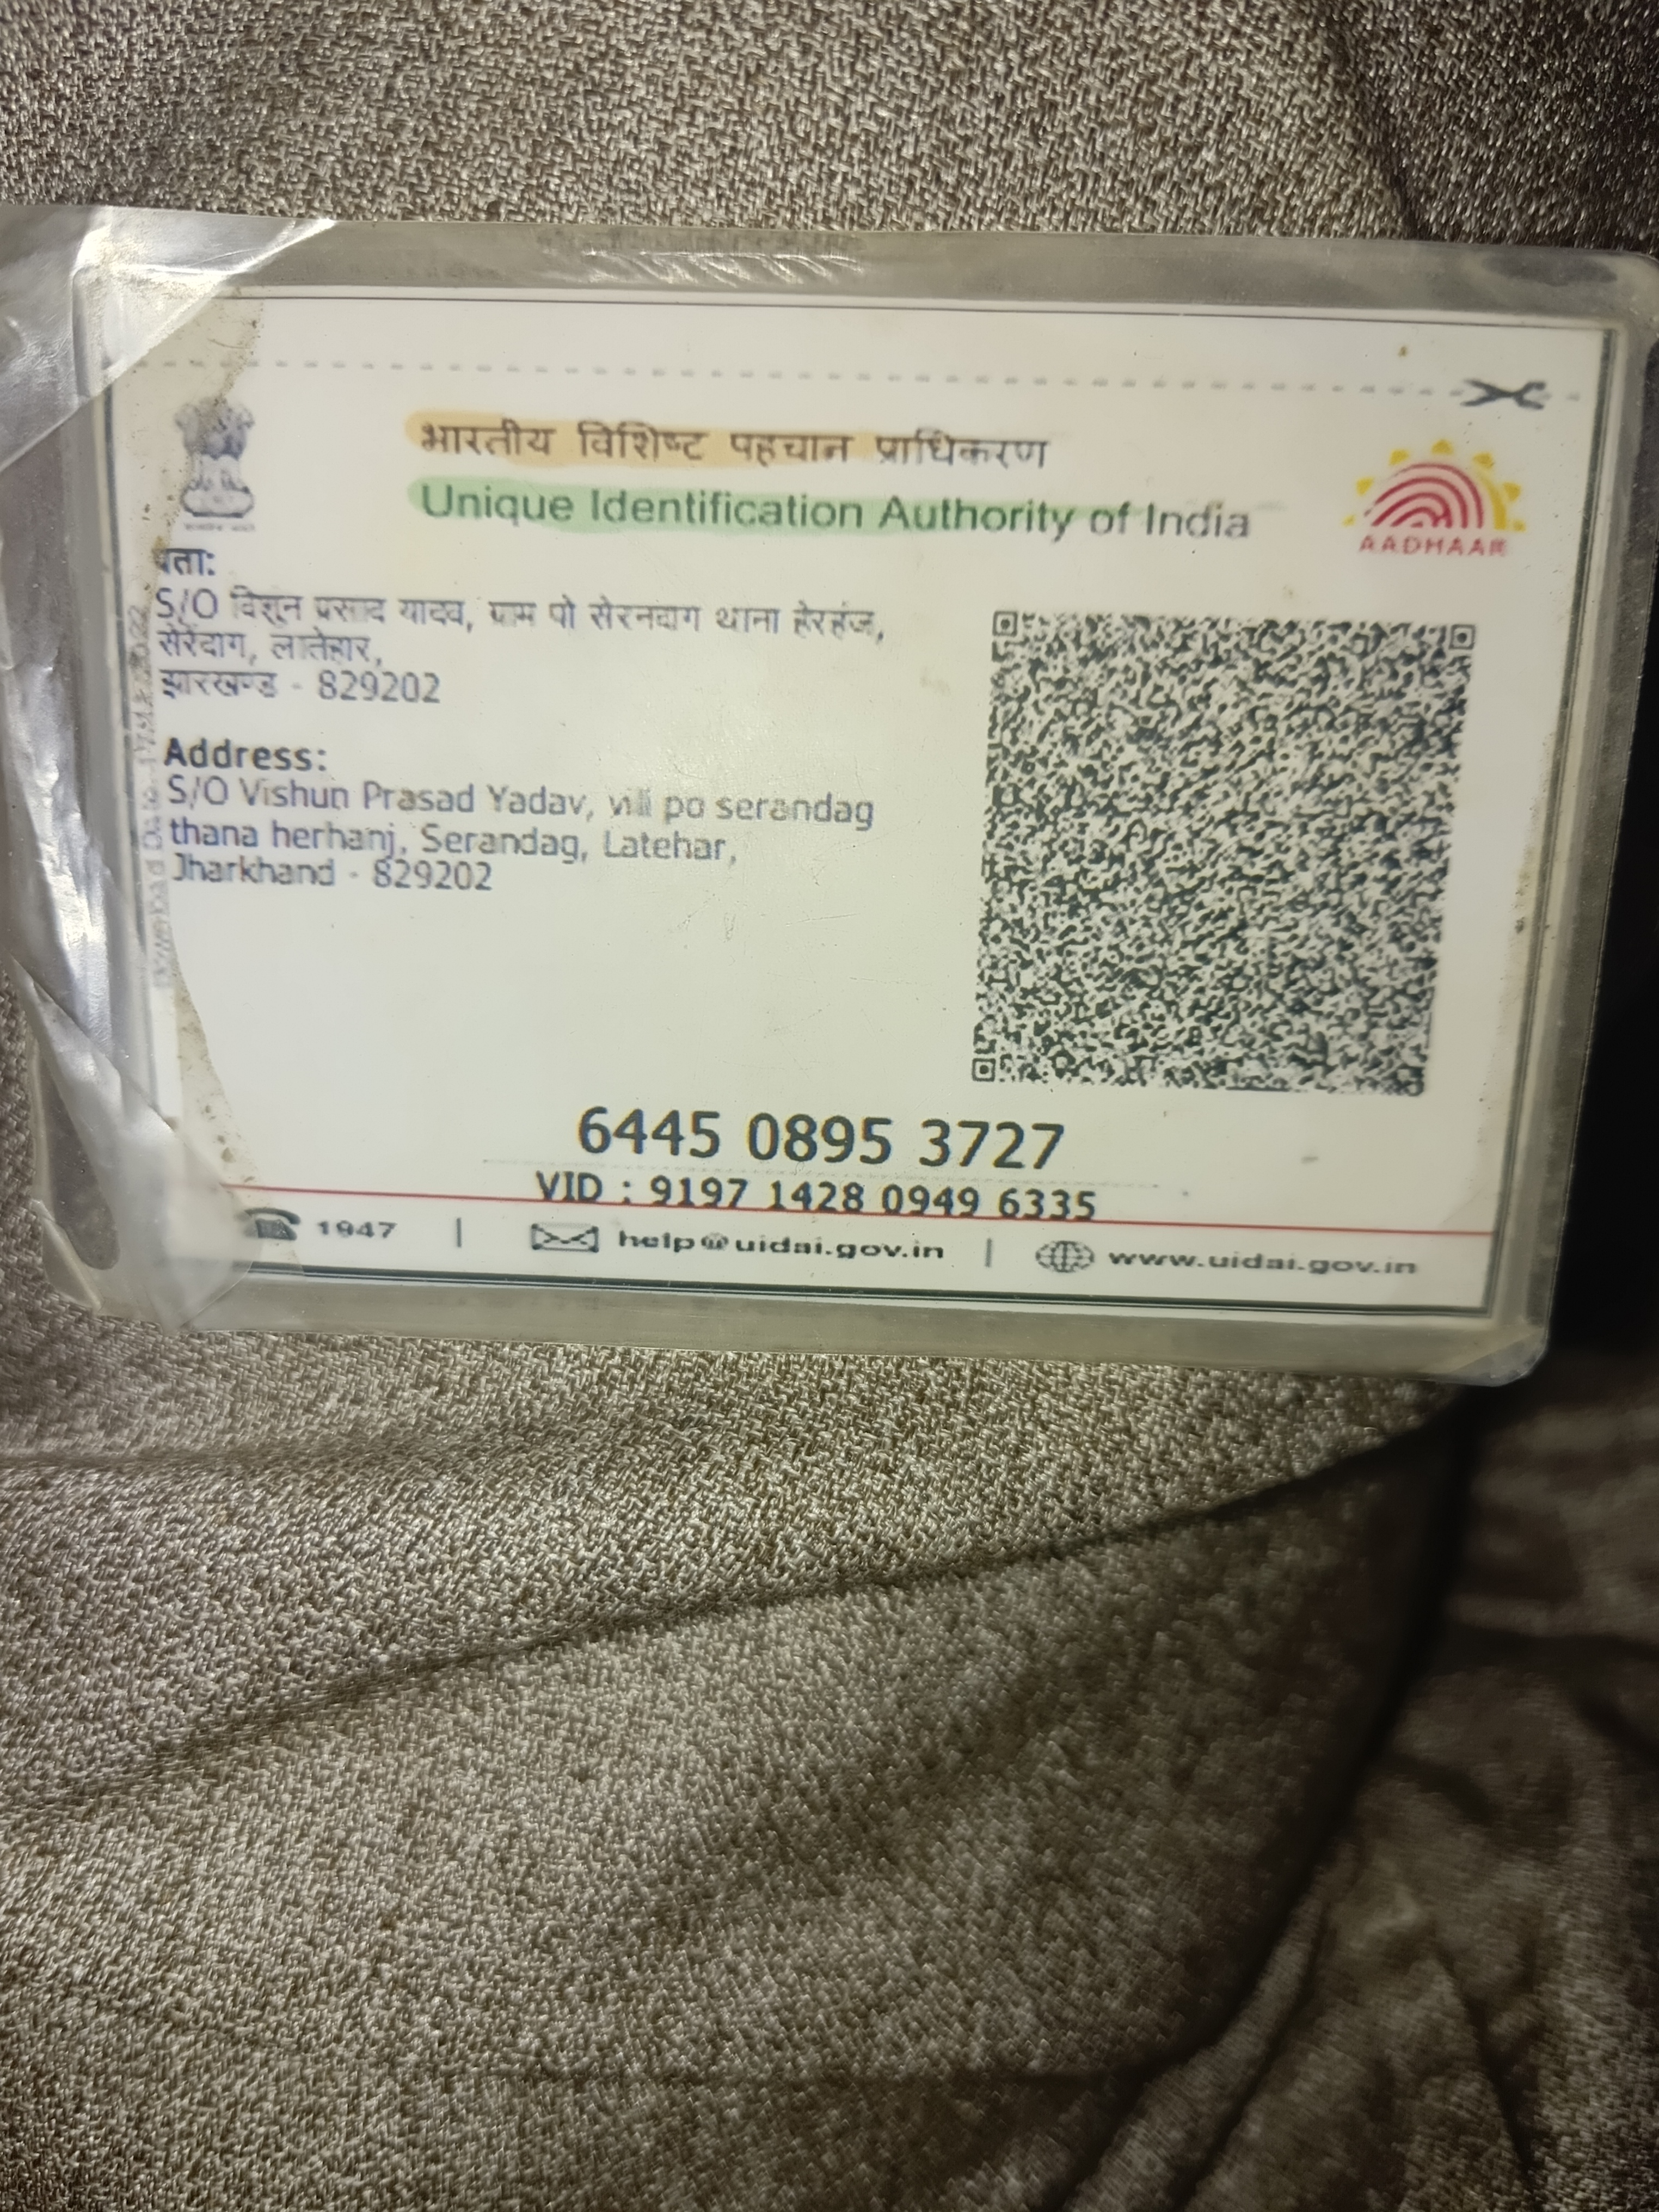 भारतीय विशिष्ट पहचान प्राधिकरण
Unique Identification Authority of India
AADHAAR
पता:
S/O विशून प्रसाद यादव, ग्राम पो सेरनदाग थाना हेरहंज,
सेरेंदाग, लातेहार,
झारखण्ड - 829202
Address:
S/O Vishun Prasad Yadav, vill po serandag
thana herhanj, Serandag, Latehar,
Jharkhand - 829202
6445 0895 3727
VID : 9197 1428 0949 6335
1947 | help@uidai.gov.in | www.uidai.gov.in